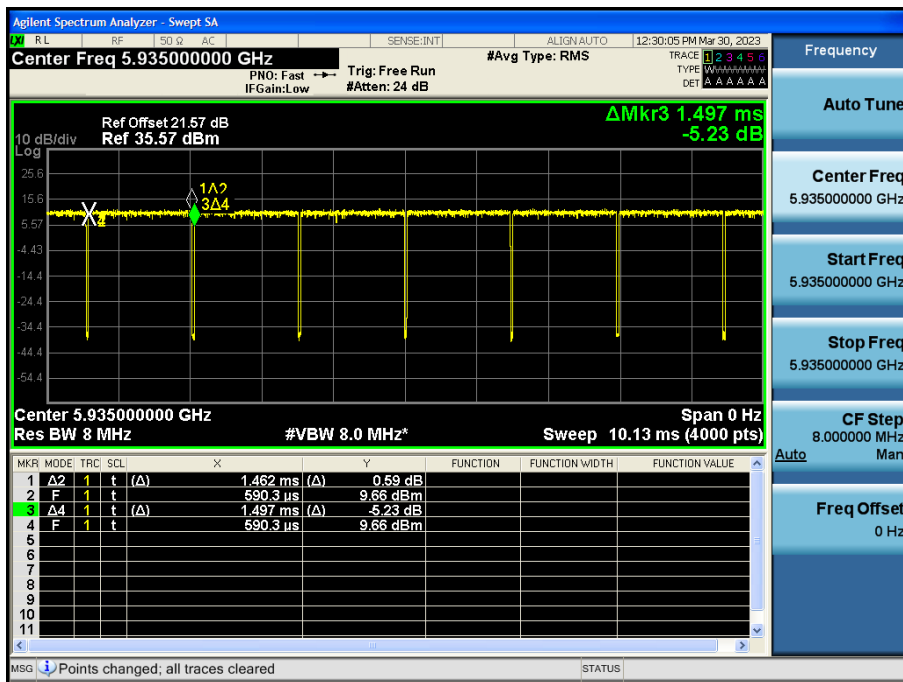 Agilent Spectrum Analyzer - Swept SA
LXI RL RF 50 Ω AC SENSE:INT ALIGN AUTO 12:30:05 PM Mar 30, 2023
Center Freq 5.935000000 GHz #Avg Type: RMS TRACE 1 2 3 4 5 6
PNO: Fast Trig: Free Run TYPE
IFGain:Low #Atten: 24 dB DET A A A A A A
ΔMkr3 1.497 ms
-5.23 dB
Ref Offset 21.57 dB
10 dB/div Ref 35.57 dBm
Log
25.6
15.6
5.57
-4.43
-14.4
-24.4
-34.4
-44.4
-54.4
1Δ2
3Δ4
Center 5.935000000 GHz Span 0 Hz
Res BW 8 MHz #VBW 8.0 MHz* Sweep 10.13 ms (4000 pts)
MKR MODE TRC SCL X Y FUNCTION FUNCTION WIDTH FUNCTION VALUE
1 Δ2 1 t (Δ) 1.462 ms (Δ) 0.59 dB
2 F 1 t 590.3 µs 9.66 dBm
3 Δ4 1 t (Δ) 1.497 ms (Δ) -5.23 dB
4 F 1 t 590.3 µs 9.66 dBm
5
6
7
8
9
10
11
MSG Points changed; all traces cleared STATUS
Frequency
Auto Tune
Center Freq
5.935000000 GHz
Start Freq
5.935000000 GHz
Stop Freq
5.935000000 GHz
CF Step
8.000000 MHz
Auto Man
Freq Offset
0 Hz